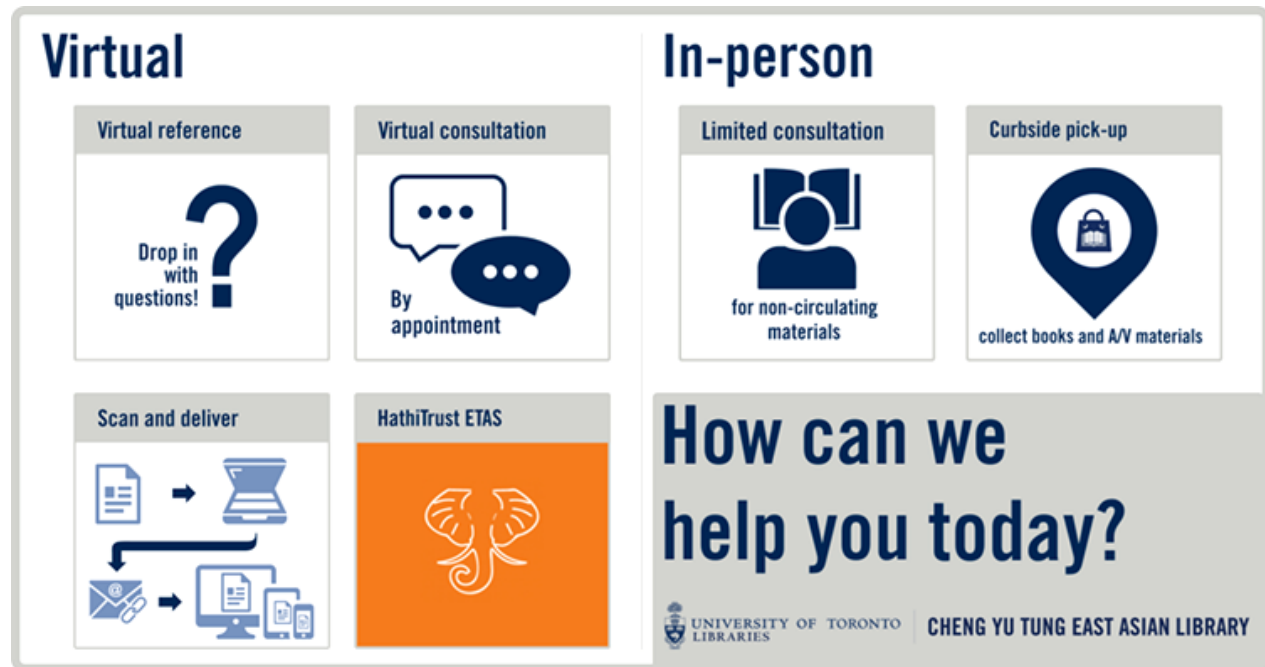 Virtual
Virtual reference
Drop in
with
questions!
Virtual consultation
By
appointment
Scan and deliver
@
HathiTrust ETAS
In-person
Limited consultation
for non-circulating
materials
Curbside pick-up
collect books and A/V materials
How can we
help you today?
UNIVERSITY OF TORONTO
LIBRARIES
CHENG YU TUNG EAST ASIAN LIBRARY